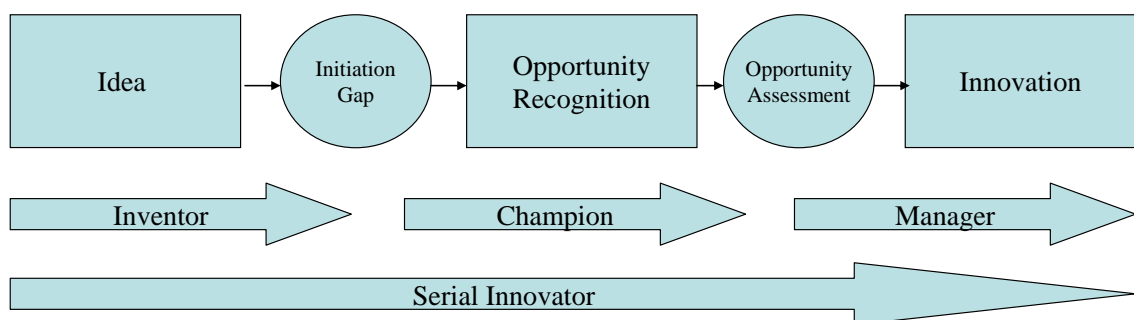 Idea
Initiation
Gap
Opportunity
Recognition
Opportunity
Assessment
Innovation
Inventor
Champion
Manager
Serial Innovator